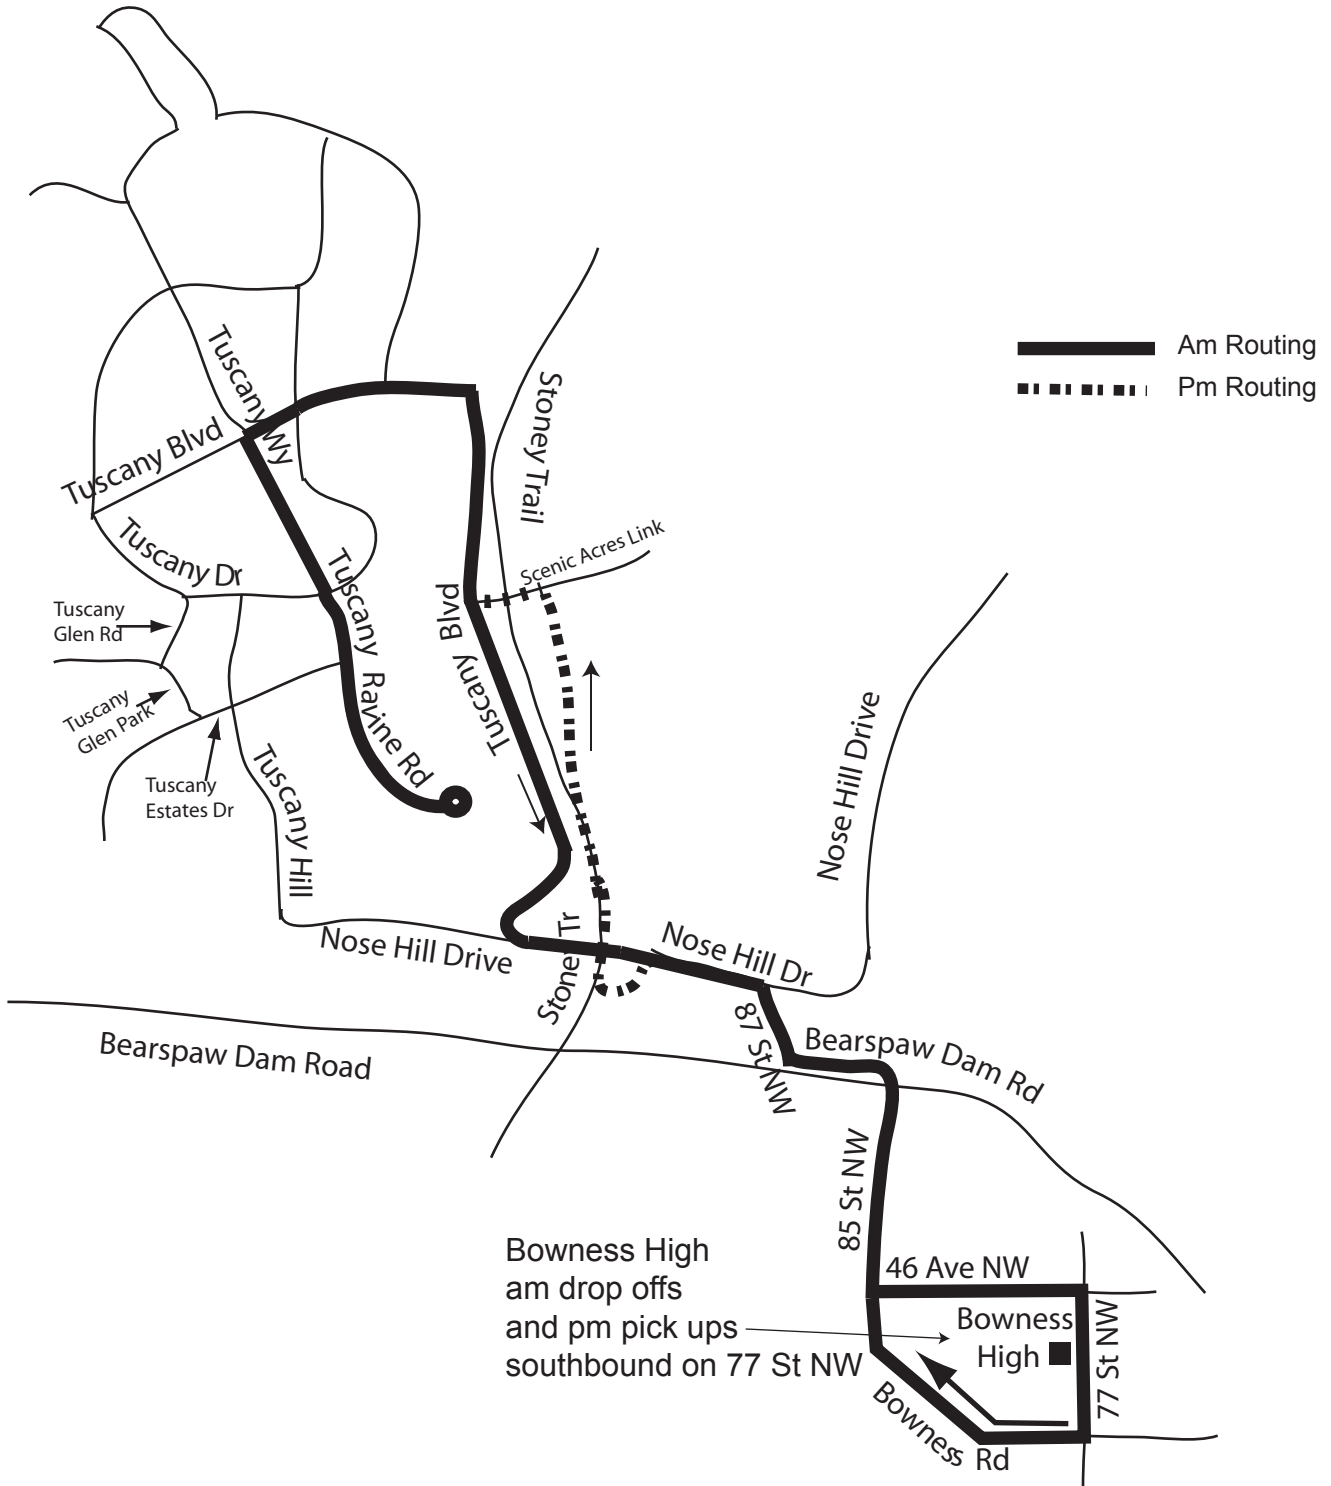 Am Routing
Pm Routing
Tuscany Wy
Stoney Trail
Tuscany Blvd
Tuscany Dr
Scenic Acres Link
Tuscany
Glen Rd
Tuscany Blvd
Tuscany Ravine Rd
Tuscany
Glen Park
Tuscany
Estates Dr
Tuscany Hill
Nose Hill Drive
Nose Hill Drive
Stoney Tr
Nose Hill Dr
87 St NW
Bearspaw Dam Road
Bearspaw Dam Rd
85 St NW
Bowness High
am drop offs
and pm pick ups
southbound on 77 St NW
46 Ave NW
Bowness
High
77 St NW
Bowness Rd